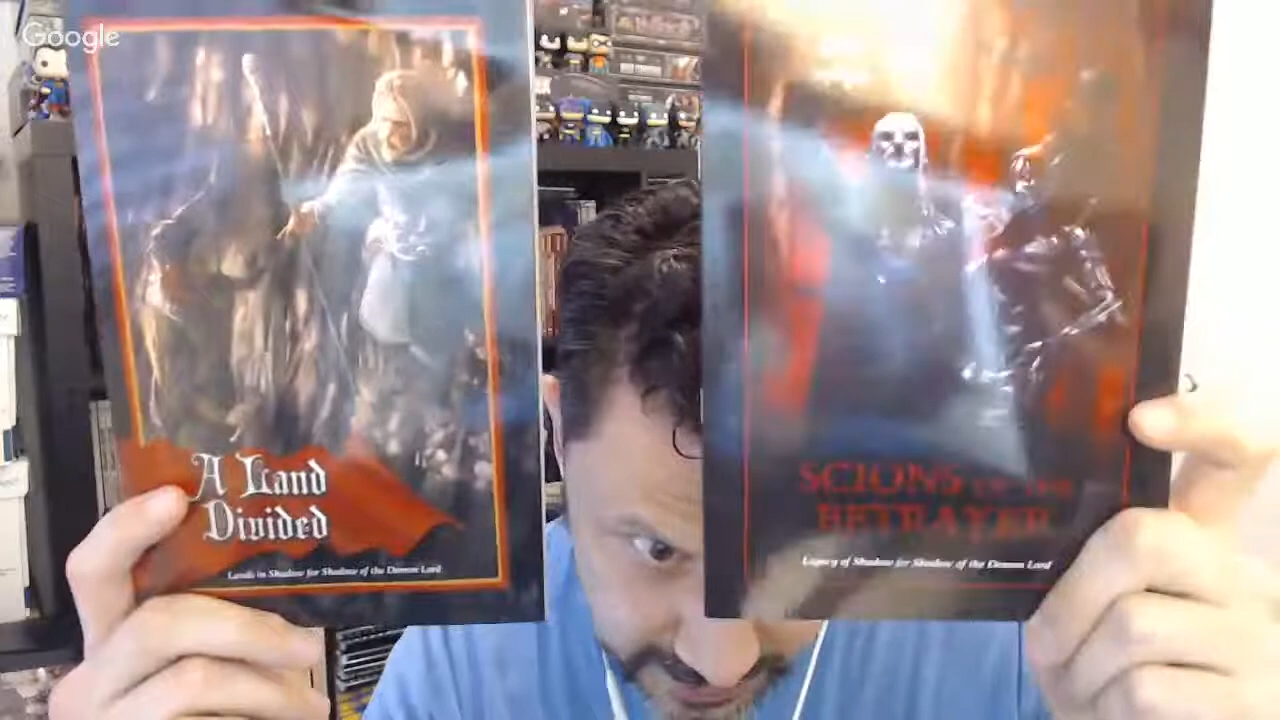 Google
A Land
Divided
Lands in Shadow for Shadow of the Demon Lord
SCIONS OF THE
BETRAYER
Legacy of Shadow for Shadow of the Demon Lord